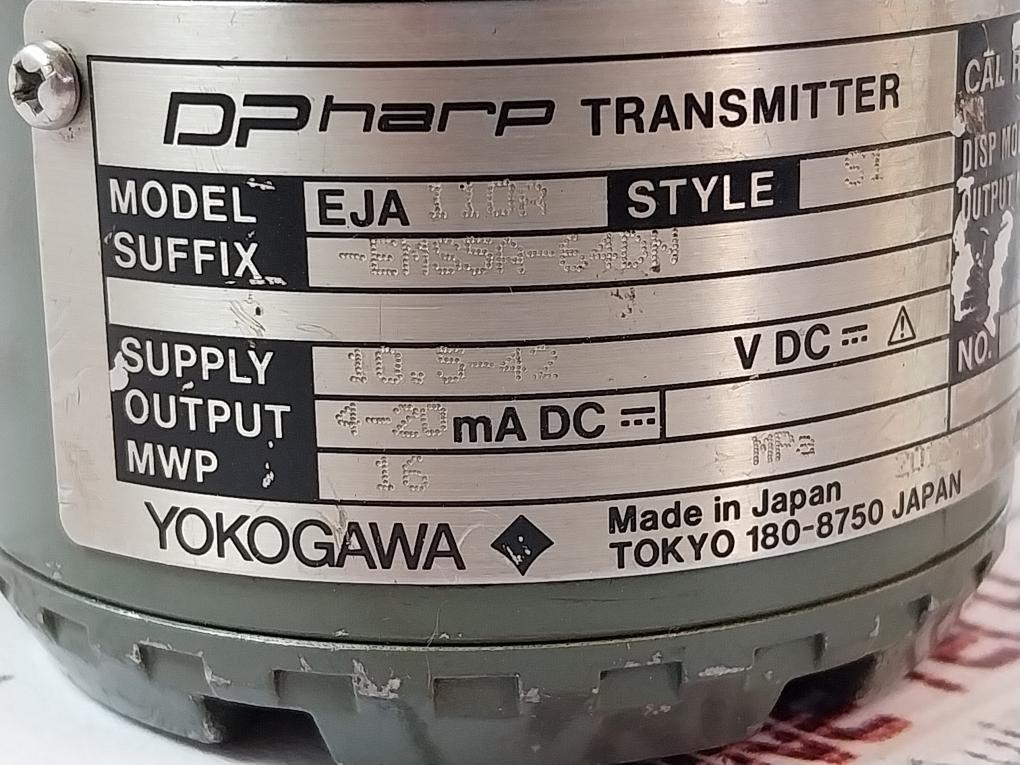 DPharp TRANSMITTER
MODEL EJA 110A STYLE S1
SUFFIX -EMS5A-
SUPPLY 10.5-42 V DC
OUTPUT 4-20 mA DC
MWP 16 MPa
YOKOGAWA
Made in Japan
TOKYO 180-8750 JAPAN
CAL
DISP
OUTPUT
NO.